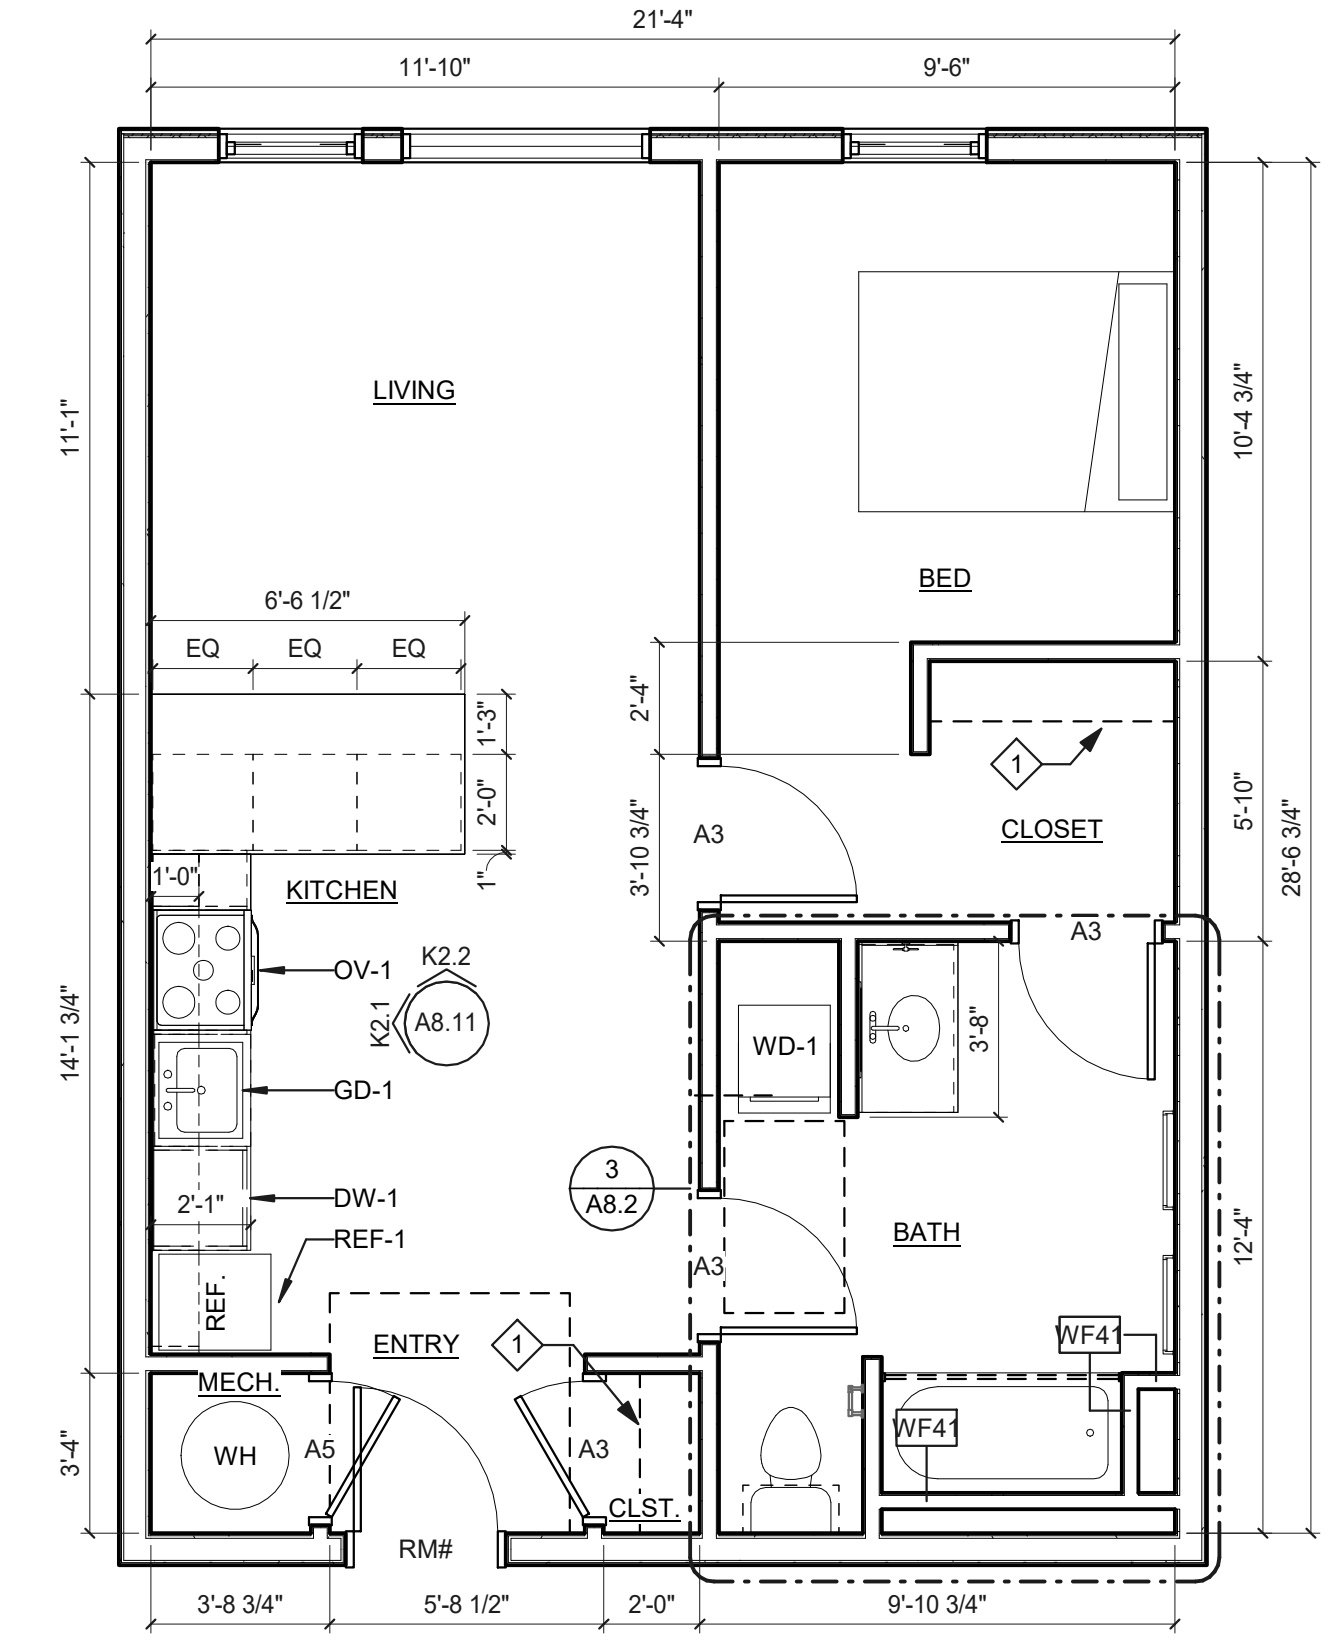 21'-4"
11'-10"
9'-6"
LIVING
11'-1"
10'-4 3/4"
BED
6'-6 1/2"
EQ
EQ
EQ
2'-4"
1'-3"
1
2'-0"
3'-10 3/4"
A3
CLOSET
5'-10"
28'-6 3/4"
1"
1'-0"
KITCHEN
A3
K2.2
OV-1
K2.1
A8.11
14'-1 3/4"
WD-1
3'-8"
GD-1
3
A8.2
2'-1"
DW-1
REF-1
BATH
12'-4"
A3
REF.
ENTRY
1
WF41
MECH.
WF41
WH
A5
A3
3'-4"
CLST.
RM#
3'-8 3/4"
5'-8 1/2"
2'-0"
9'-10 3/4"